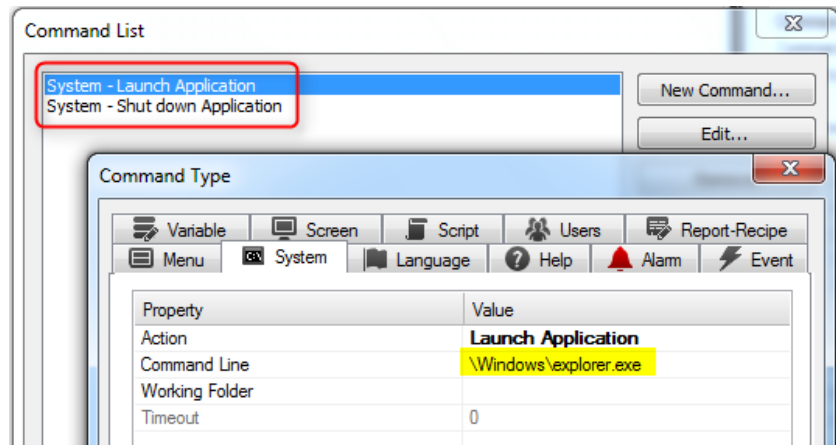 Command List
System - Launch Application
System - Shut down Application
New Command...
Edit...
Command Type
Variable Screen Script Users Report-Recipe
Menu System Language Help Alarm Event
Property Value
Action Launch Application
Command Line \Windows\explorer.exe
Working Folder
Timeout 0